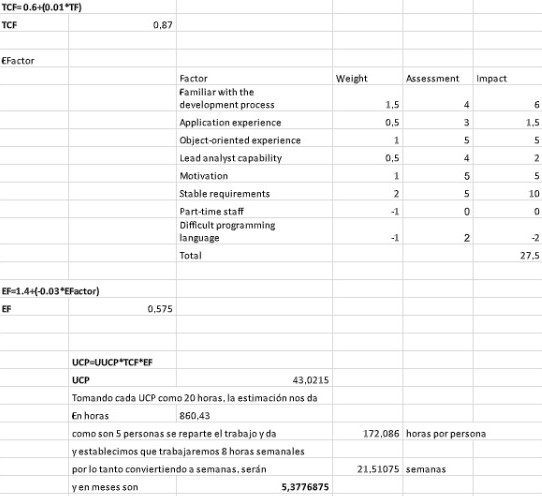 TCF= 0.6+(0.01*TF)
TCF 0,87
EFactor
Factor Weight Assessment Impact
Familiar with the
development process 1,5 4 6
Application experience 0,5 3 1,5
Object-oriented experience 1 5 5
Lead analyst capability 0,5 4 2
Motivation 1 5 5
Stable requirements 2 5 10
Part-time staff -1 0 0
Difficult programming
language -1 2 -2
Total 27,5
EF=1.4+(-0.03*EFactor)
EF 0,575
UCP=UUCP*TCF*EF
UCP 43,0215
Tomando cada UCP como 20 horas, la estimación nos da
En horas 860,43
como son 5 personas se reparte el trabajo y da 172,086 horas por persona
y establecimos que trabajaremos 8 horas semanales
por lo tanto conviertiendo a semanas, serán 21,51075 semanas
y en meses son 5,3776875